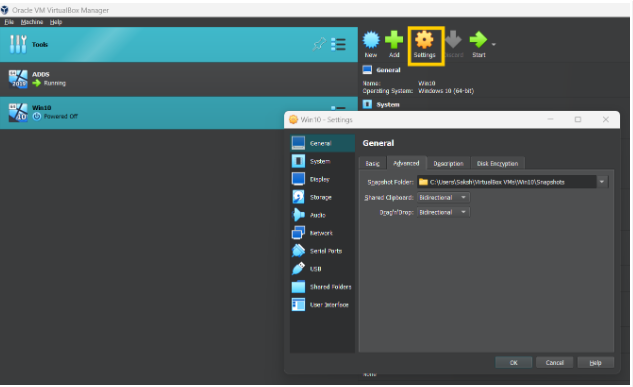 Oracle VM VirtualBox Manager
File Machine Help
Tools
New Add Settings Discard Start
ADDS
Running
2019
General
Name: Win10
Operating System: Windows 10 (64-bit)
System
Win10
Powered Off
10
Win10 - Settings
General
System
Display
Storage
Audio
Network
Serial Ports
USB
Shared Folders
User Interface
General
Basic Advanced Description Disk Encryption
Snapshot Folder: C:\Users\Sskoh\VirtualBox VMs\Win10\Snapshots
Shared Clipboard: Bidirectional
Drag'n'Drop: Bidirectional
OK Cancel Help
None